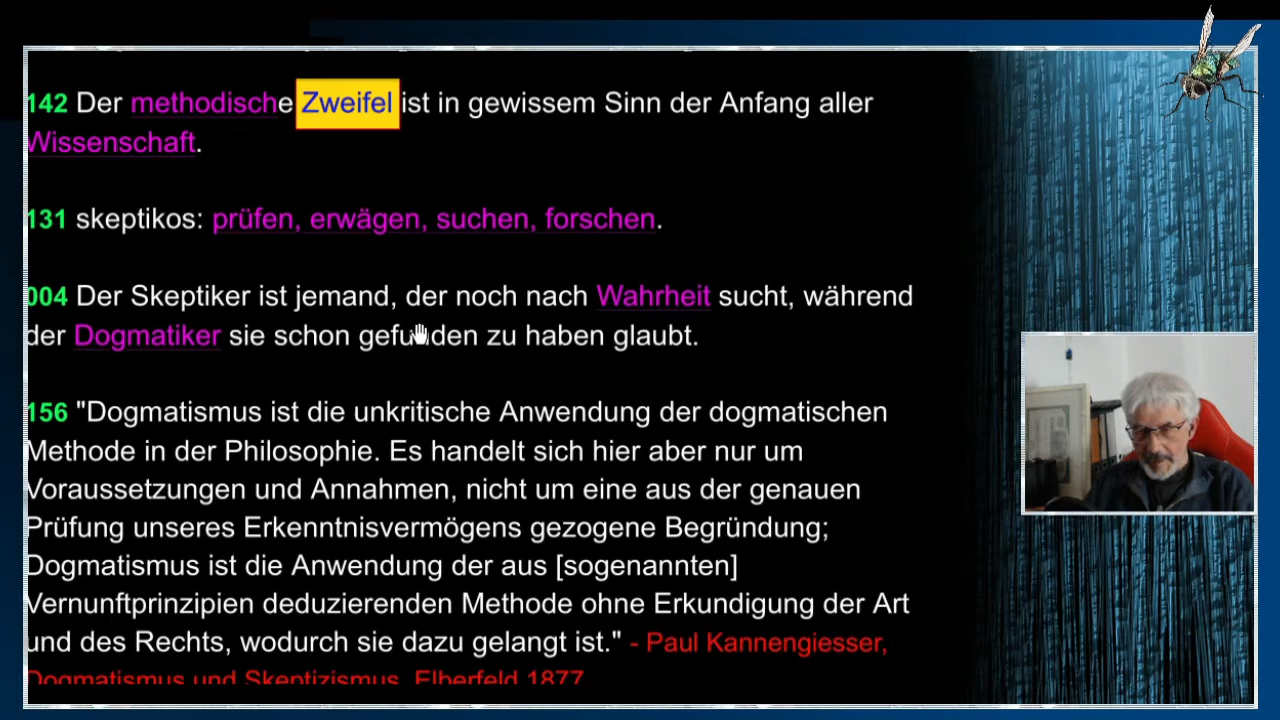 142 Der methodische Zweifel ist in gewissem Sinn der Anfang aller
Wissenschaft.
131 skeptikos: prüfen, erwägen, suchen, forschen.
004 Der Skeptiker ist jemand, der noch nach Wahrheit sucht, während
der Dogmatiker sie schon gefunden zu haben glaubt.
156 "Dogmatismus ist die unkritische Anwendung der dogmatischen
Methode in der Philosophie. Es handelt sich hier aber nur um
Voraussetzungen und Annahmen, nicht um eine aus der genauen
Prüfung unseres Erkenntnisvermögens gezogene Begründung;
Dogmatismus ist die Anwendung der aus [sogenannten]
Vernunftprinzipien deduzierenden Methode ohne Erkundigung der Art
und des Rechts, wodurch sie dazu gelangt ist." - Paul Kannengiesser,
Dogmatismus und Skeptizismus, Elberfeld 1877